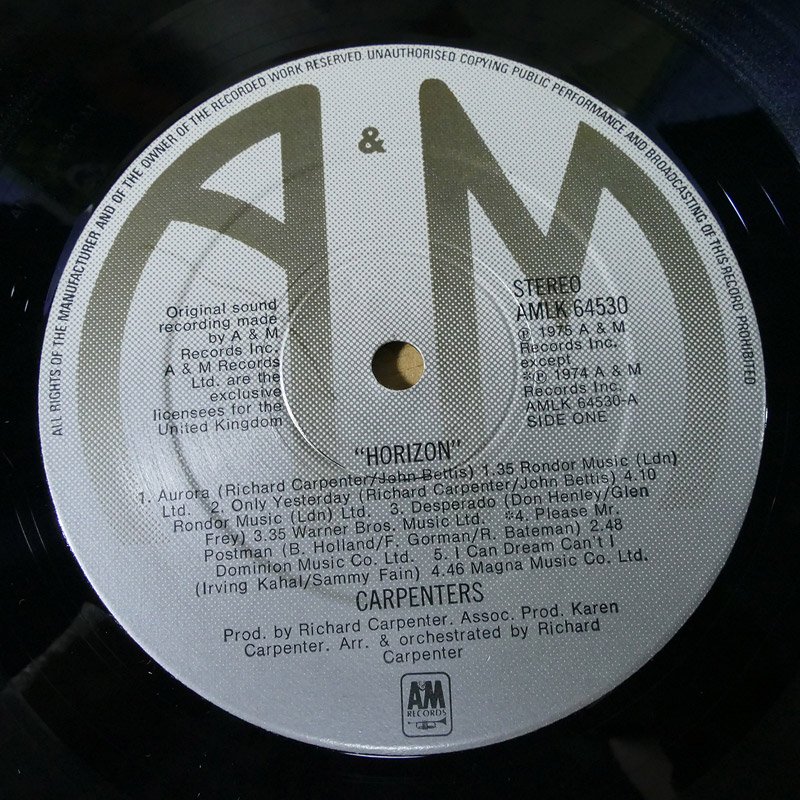 ALL RIGHTS OF THE MANUFACTURER AND OF THE OWNER OF THE RECORDED WORK RESERVED UNAUTHORISED COPYING PUBLIC PERFORMANCE AND BROADCASTING OF THIS RECORD PROHIBITED
A & M
Original sound
recording made
by A & M
Records Inc.
A & M Records
Ltd. are the
exclusive
licensees for the
United Kingdom
STEREO
AMLK 64530
℗ 1975 A & M
Records Inc.
except
*℗ 1974 A & M
Records Inc.
AMLK 64530-A
SIDE ONE
"HORIZON"
1. Aurora (Richard Carpenter/John Bettis) 1.35 Rondor Music (Ldn)
Ltd. 2. Only Yesterday (Richard Carpenter/John Bettis) 4.10
Rondor Music (Ldn) Ltd. 3. Desperado (Don Henley/Glen
Frey) 3.35 Warner Bros. Music Ltd. *4. Please Mr.
Postman (B. Holland/F. Gorman/R. Bateman) 2.48
Dominion Music Co. Ltd. 5. I Can Dream Can't I
(Irving Kahal/Sammy Fain) 4.46 Magna Music Co. Ltd.
CARPENTERS
Prod. by Richard Carpenter. Assoc. Prod. Karen
Carpenter. Arr. & orchestrated by Richard
Carpenter
A&M
RECORDS